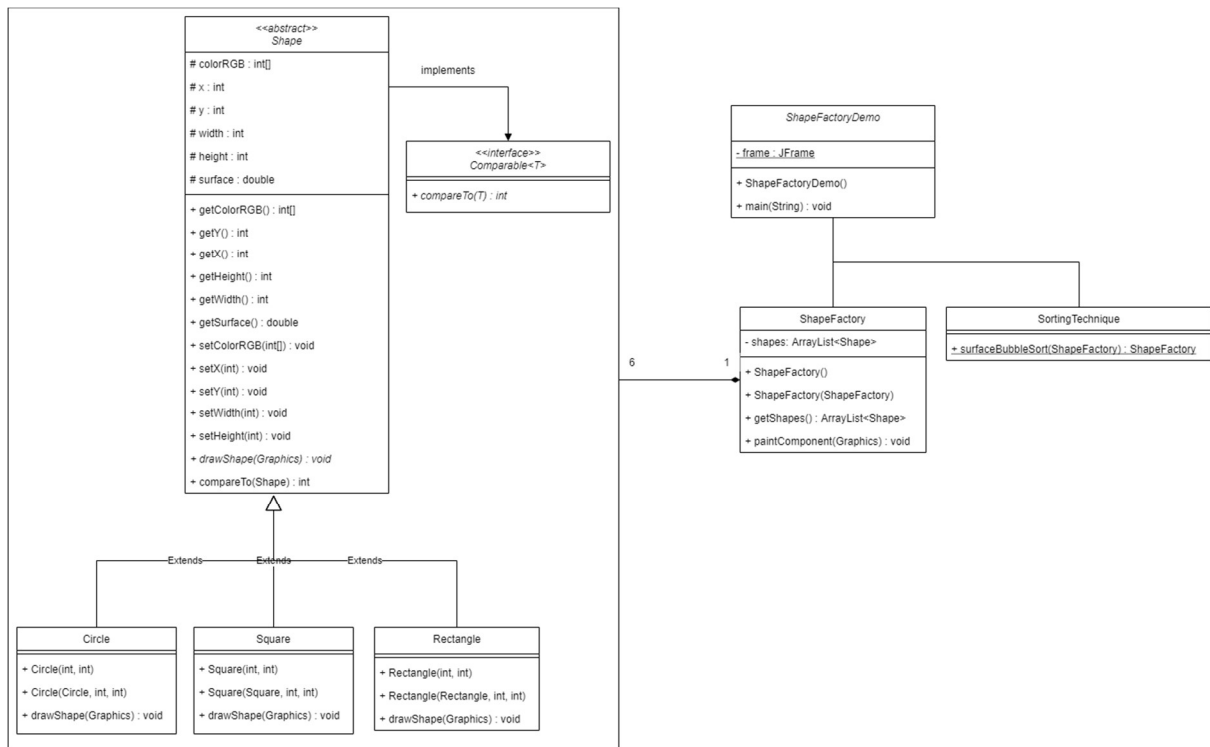 <<abstract>>
Shape
# colorRGB : int[]
# x : int
# y : int
# width : int
# height : int
# surface : double
+ getColorRGB() : int[]
+ getY() : int
+ getX() : int
+ getHeight() : int
+ getWidth() : int
+ getSurface() : double
+ setColorRGB(int[]) : void
+ setX(int) : void
+ setY(int) : void
+ setWidth(int) : void
+ setHeight(int) : void
+ drawShape(Graphics) : void
+ compareTo(Shape) : int
implements
<<interface>>
Comparable<T>
+ compareTo(T) : int
Extends
Extends
Extends
Circle
+ Circle(int, int)
+ Circle(Circle, int, int)
+ drawShape(Graphics) : void
Square
+ Square(int, int)
+ Square(Square, int, int)
+ drawShape(Graphics) : void
Rectangle
+ Rectangle(int, int)
+ Rectangle(Rectangle, int, int)
+ drawShape(Graphics) : void
6
1
ShapeFactoryDemo
- frame : JFrame
+ ShapeFactoryDemo()
+ main(String) : void
ShapeFactory
- shapes: ArrayList<Shape>
+ ShapeFactory()
+ ShapeFactory(ShapeFactory)
+ getShapes() : ArrayList<Shape>
+ paintComponent(Graphics) : void
SortingTechnique
+ surfaceBubbleSort(ShapeFactory) : ShapeFactory